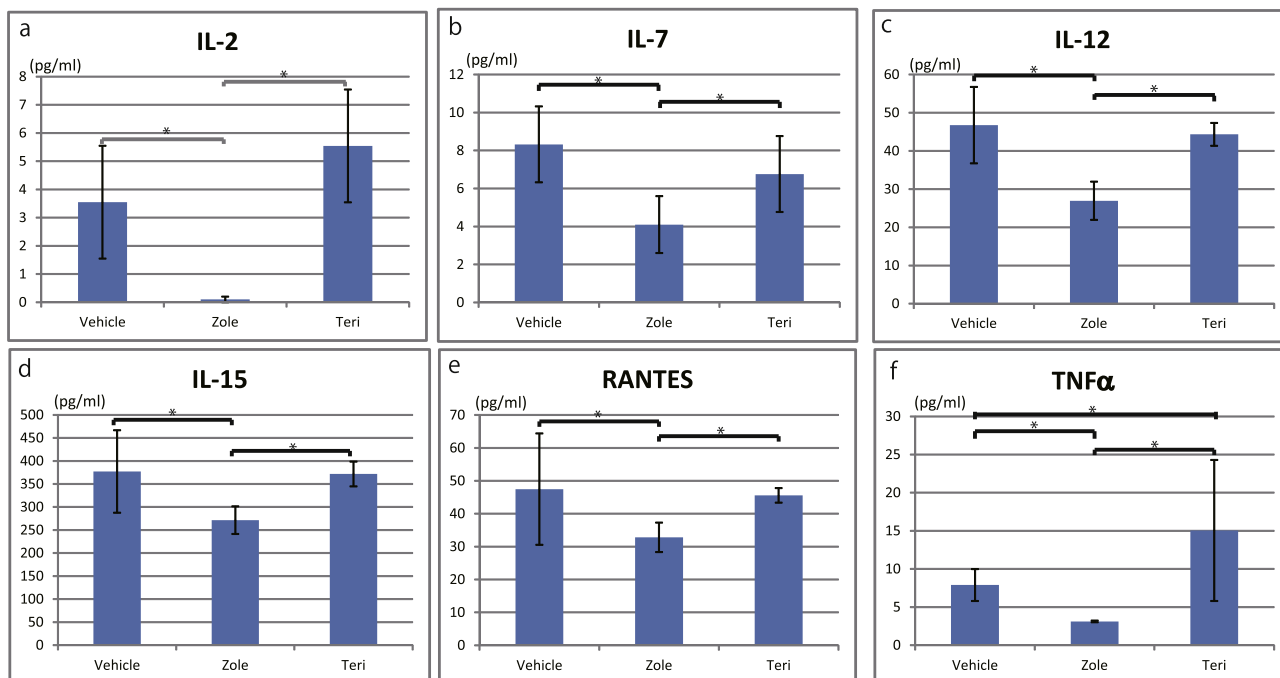 a
IL-2
(pg/ml)
8
7
6
5
4
3
2
1
0
*
*
Vehicle Zole Teri
b
IL-7
(pg/ml)
12
10
8
6
4
2
0
*
*
Vehicle Zole Teri
c
IL-12
(pg/ml)
60
50
40
30
20
10
0
*
*
Vehicle Zole Teri
d
IL-15
(pg/ml)
500
450
400
350
300
250
200
150
100
50
0
*
*
Vehicle Zole Teri
e
RANTES
(pg/ml)
70
60
50
40
30
20
10
0
*
*
Vehicle Zole Teri
f
TNFα
(pg/ml)
30
25
20
15
10
5
0
*
*
*
Vehicle Zole Teri